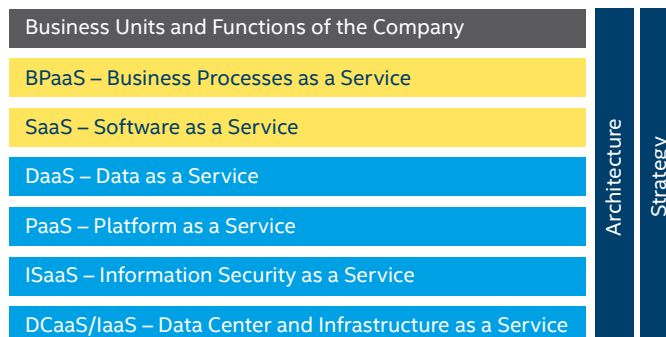 Business Units and Functions of the Company
BPaaS – Business Processes as a Service
SaaS – Software as a Service
DaaS – Data as a Service
PaaS – Platform as a Service
ISaaS – Information Security as a Service
DCaaS/IaaS – Data Center and Infrastructure as a Service
Architecture
Strategy